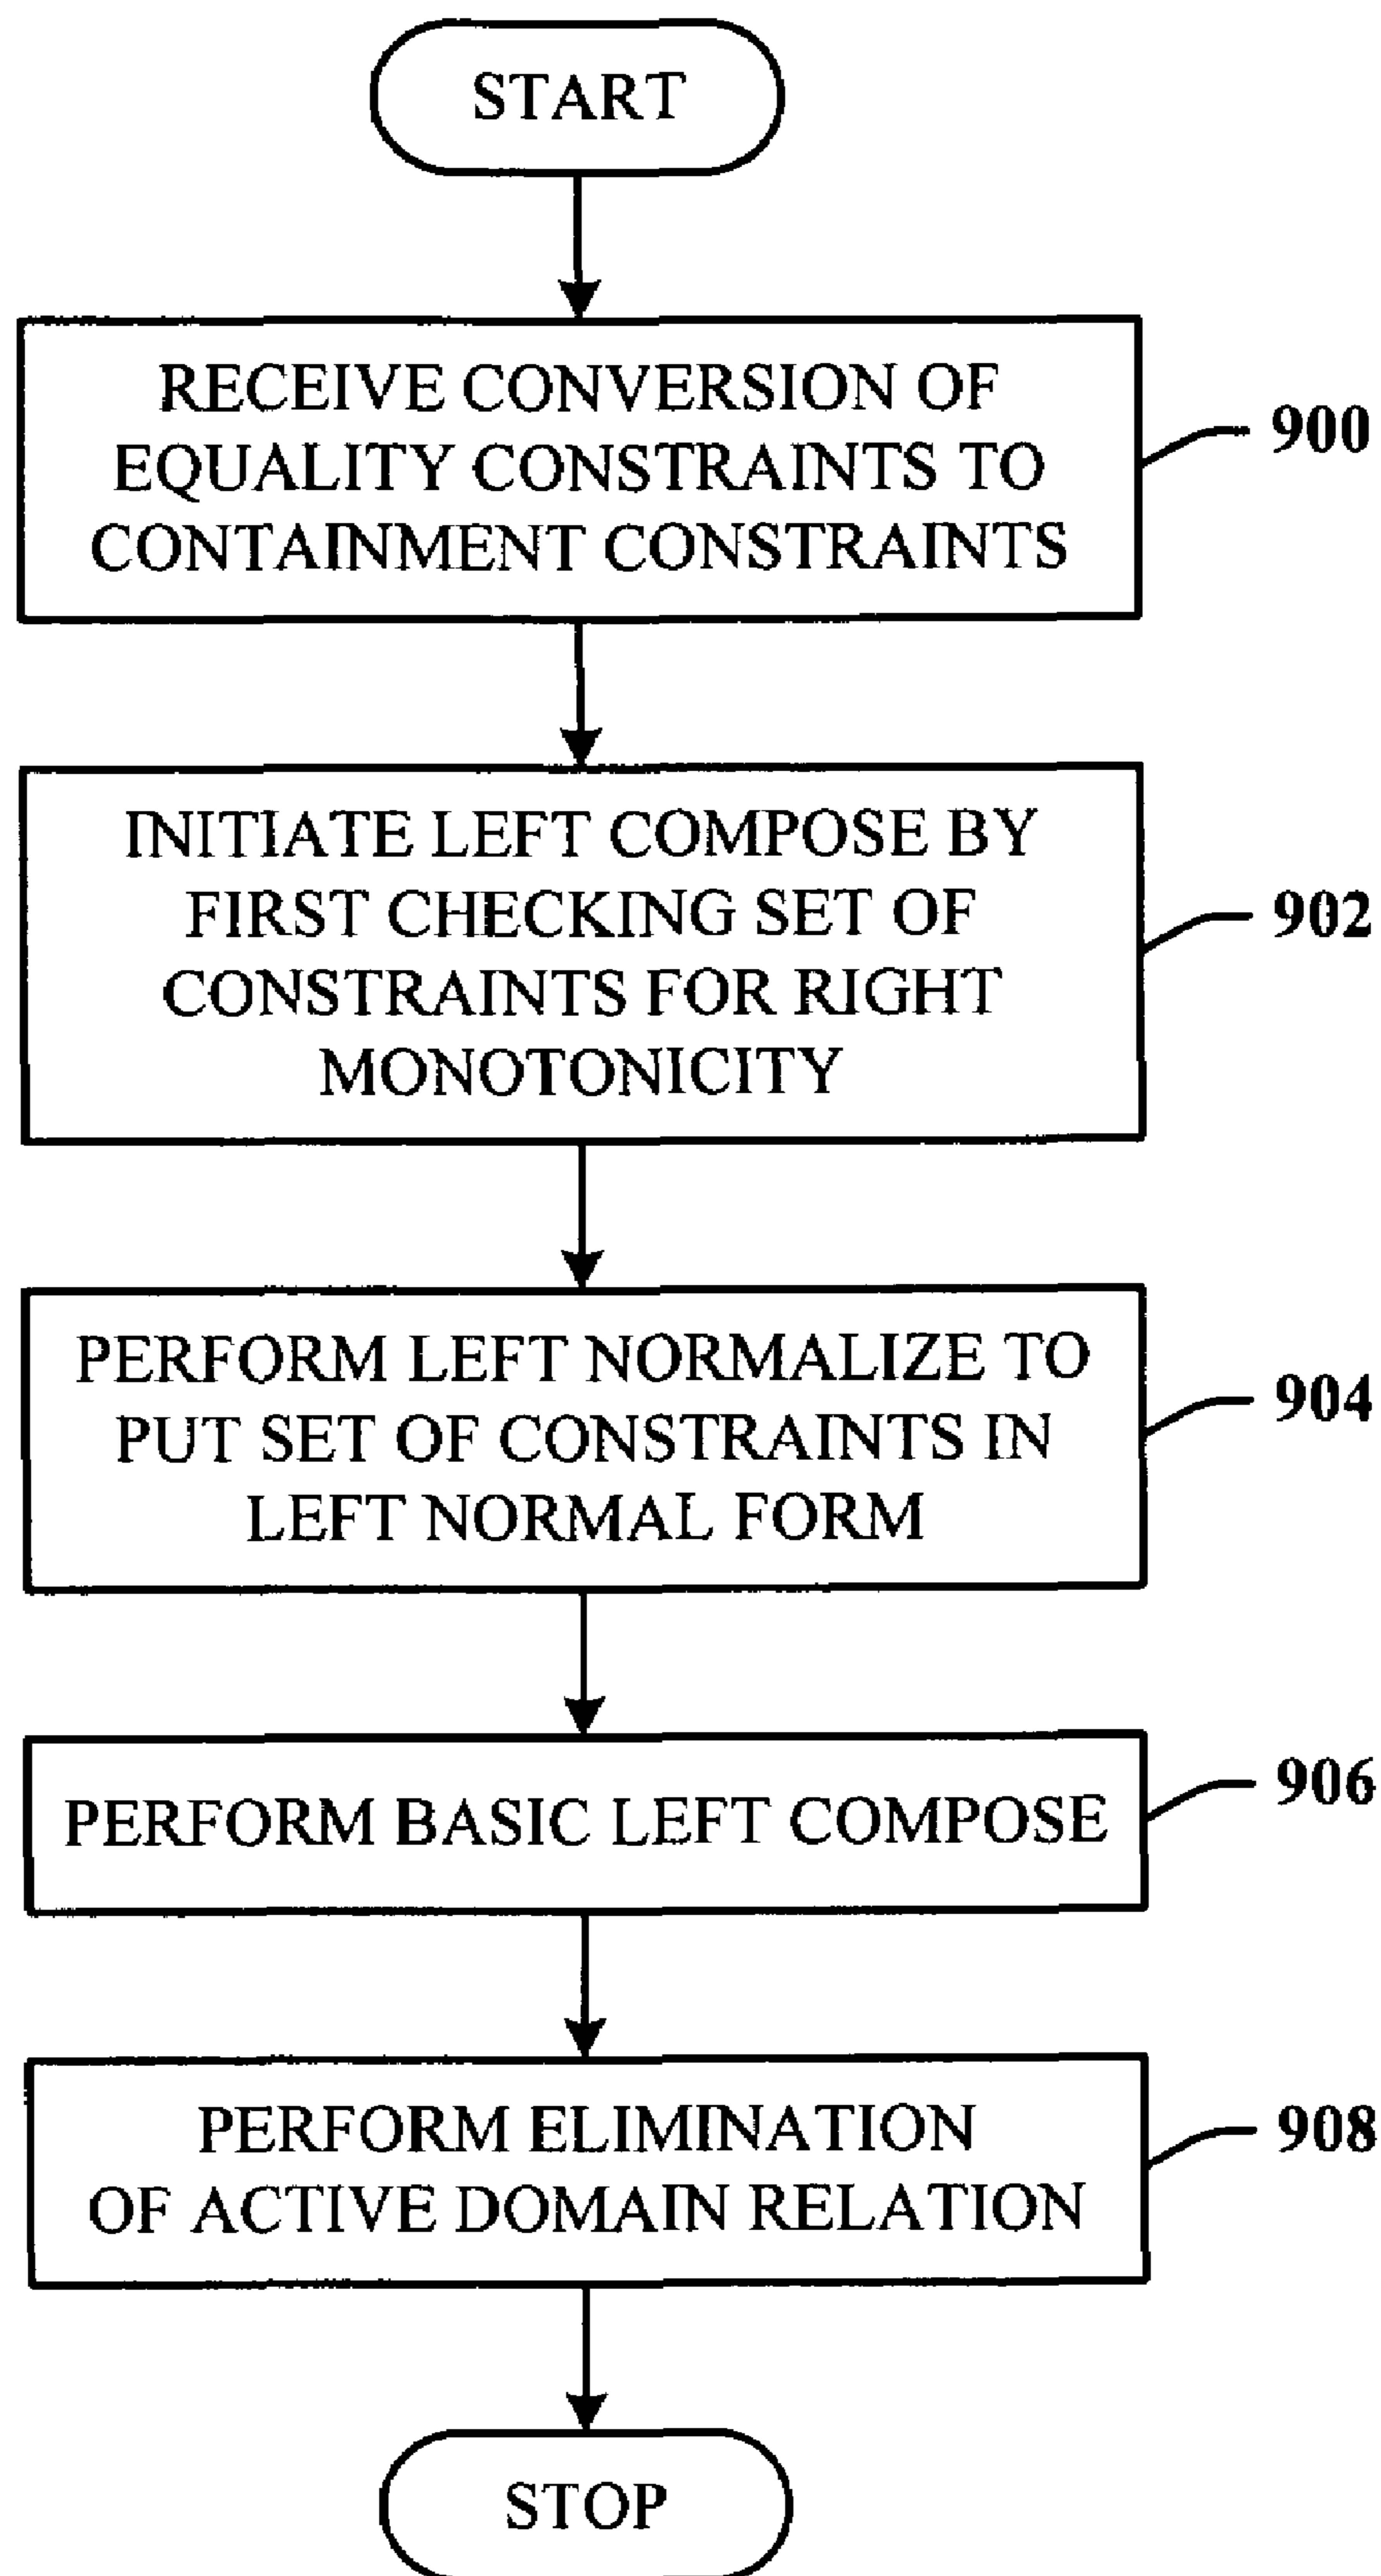 START
RECEIVE CONVERSION OF
EQUALITY CONSTRAINTS TO
CONTAINMENT CONSTRAINTS
900
INITIATE LEFT COMPOSE BY
FIRST CHECKING SET OF
CONSTRAINTS FOR RIGHT
MONOTONICITY
902
PERFORM LEFT NORMALIZE TO
PUT SET OF CONSTRAINTS IN
LEFT NORMAL FORM
904
PERFORM BASIC LEFT COMPOSE
906
PERFORM ELIMINATION
OF ACTIVE DOMAIN RELATION
908
STOP